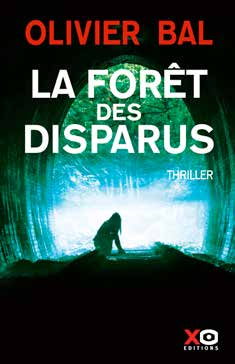 OLIVIER BAL
LA FORÊT
DES
DISPARUS
THRILLER
XO
EDITIONS